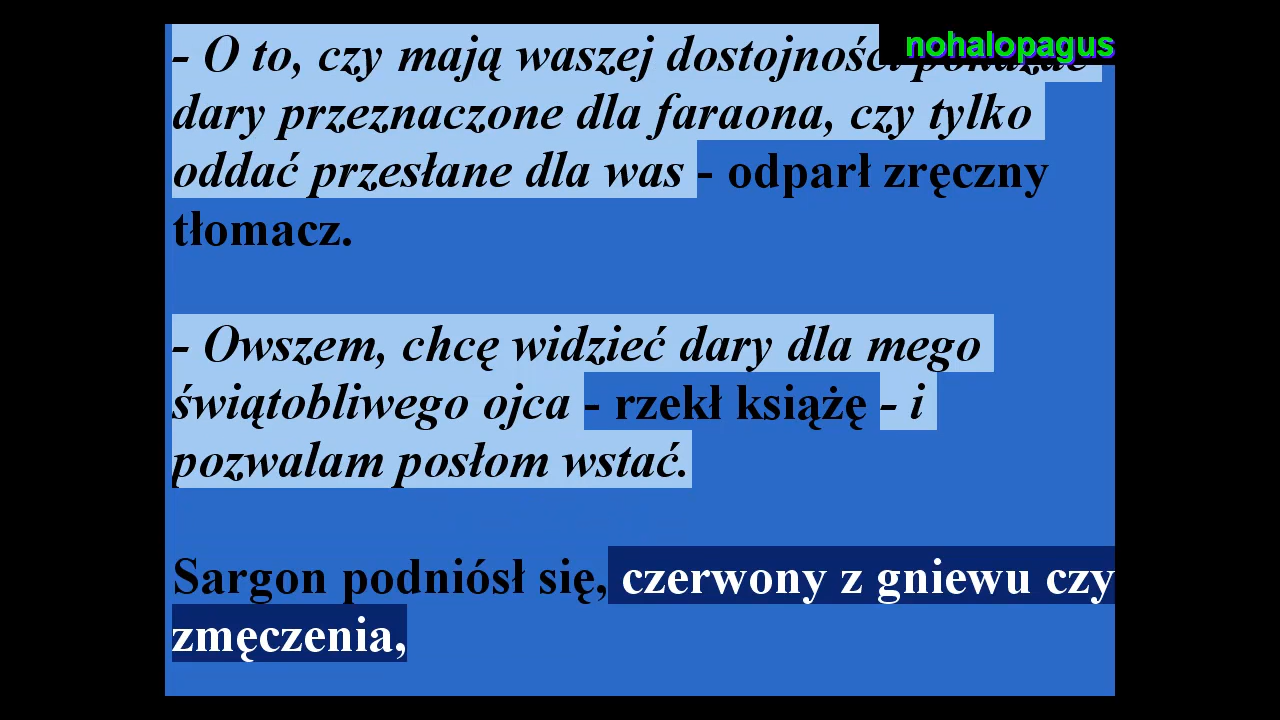 - O to, czy mają waszej dostojności
nohalopagus
dary przeznaczone dla faraona, czy tylko
oddać przesłane dla was - odparł zręczny
tłomacz.
- Owszem, chcę widzieć dary dla mego
świątobliwego ojca - rzekł książę - i
pozwalam posłom wstać.
Sargon podniósł się, czerwony z gniewu czy
zmęczenia,